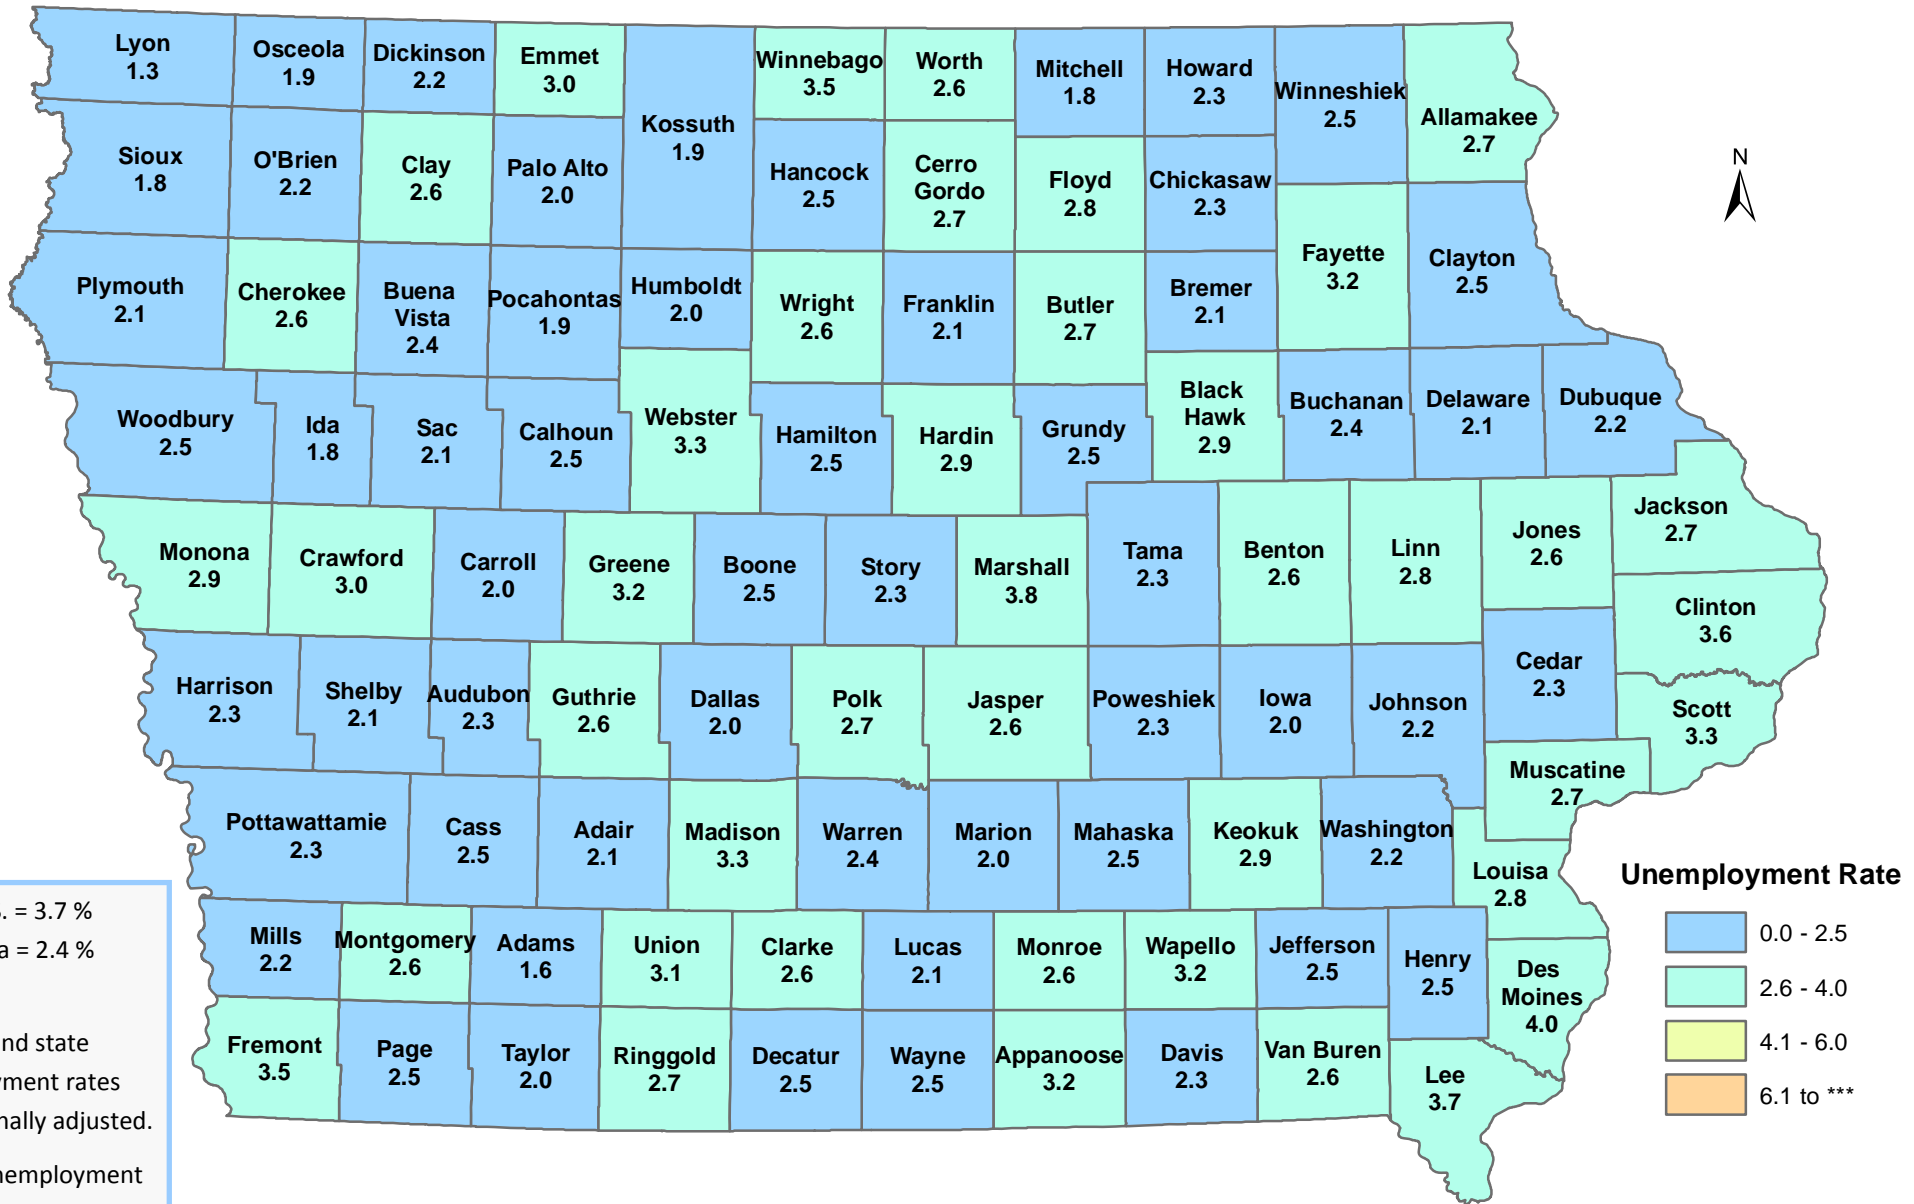 Lyon
1.3
Osceola
1.9
Dickinson
2.2
Emmet
3.0
Kossuth
1.9
Winnebago
3.5
Worth
2.6
Mitchell
1.8
Howard
2.3
Winneshiek
2.5
Allamakee
2.7
N
Sioux
1.8
O'Brien
2.2
Clay
2.6
Palo Alto
2.0
Hancock
2.5
Cerro
Gordo
2.7
Floyd
2.8
Chickasaw
2.3
Fayette
3.2
Clayton
2.5
Plymouth
2.1
Cherokee
2.6
Buena
Vista
2.4
Pocahontas
1.9
Humboldt
2.0
Wright
2.6
Franklin
2.1
Butler
2.7
Bremer
2.1
Woodbury
2.5
Ida
1.8
Sac
2.1
Calhoun
2.5
Webster
3.3
Hamilton
2.5
Hardin
2.9
Grundy
2.5
Black
Hawk
2.9
Buchanan
2.4
Delaware
2.1
Dubuque
2.2
Monona
2.9
Crawford
3.0
Carroll
2.0
Greene
3.2
Boone
2.5
Story
2.3
Marshall
3.8
Tama
2.3
Benton
2.6
Linn
2.8
Jones
2.6
Jackson
2.7
Clinton
3.6
Harrison
2.3
Shelby
2.1
Audubon
2.3
Guthrie
2.6
Dallas
2.0
Polk
2.7
Jasper
2.6
Poweshiek
2.3
Iowa
2.0
Johnson
2.2
Cedar
2.3
Scott
3.3
Muscatine
2.7
Pottawattamie
2.3
Cass
2.5
Adair
2.1
Madison
3.3
Warren
2.4
Marion
2.0
Mahaska
2.5
Keokuk
2.9
Washington
2.2
Louisa
2.8
Mills
2.2
Montgomery
2.6
Adams
1.6
Union
3.1
Clarke
2.6
Lucas
2.1
Monroe
2.6
Wapello
3.2
Jefferson
2.5
Henry
2.5
Des
Moines
4.0
Fremont
3.5
Page
2.5
Taylor
2.0
Ringgold
2.7
Decatur
2.5
Wayne
2.5
Appanoose
3.2
Davis
2.3
Van Buren
2.6
Lee
3.7
Unemployment Rate
0.0 - 2.5
2.6 - 4.0
4.1 - 6.0
6.1 to ***
. = 3.7 %
a = 2.4 %
nd state
ment rates
nally adjusted.
nemployment